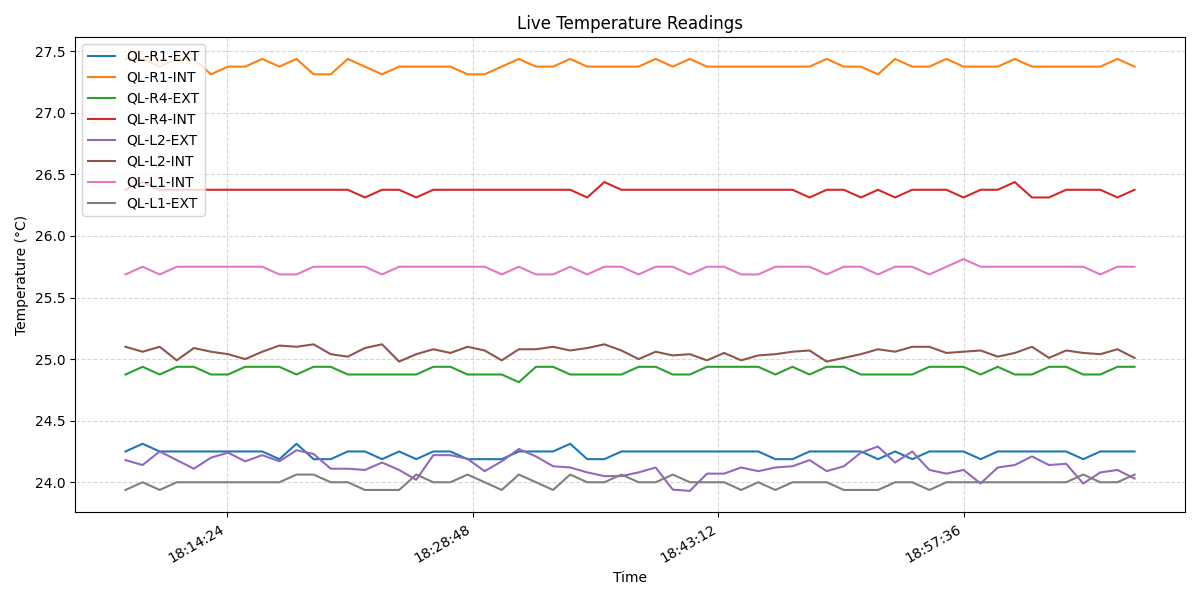 Live Temperature Readings
QL-R1-EXT
QL-R1-INT
QL-R4-EXT
QL-R4-INT
QL-L2-EXT
QL-L2-INT
QL-L1-INT
QL-L1-EXT
Temperature (°C)
27.5
27.0
26.5
26.0
25.5
25.0
24.5
24.0
18:14:24
18:28:48
18:43:12
18:57:36
Time